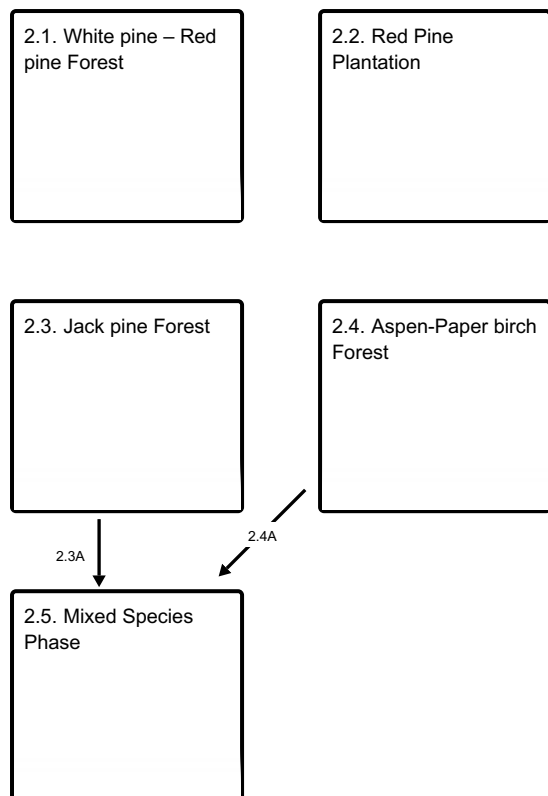 2.1. White pine – Red
pine Forest
2.2. Red Pine
Plantation
2.3. Jack pine Forest
2.4. Aspen-Paper birch
Forest
2.3A
2.4A
2.5. Mixed Species
Phase